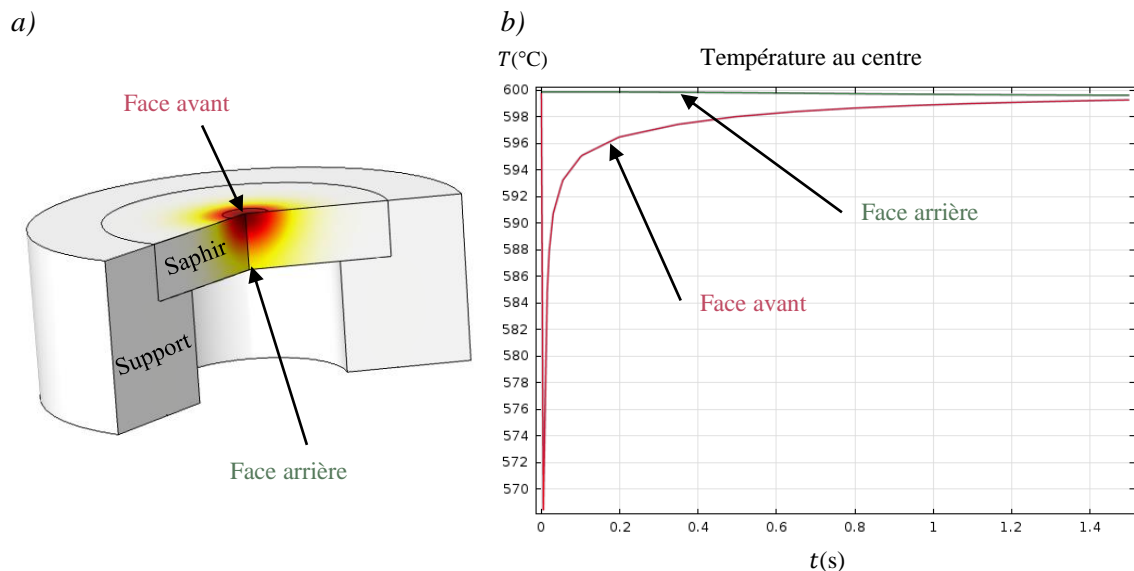 a)
Face avant
Saphir
Support
Face arrière
b)
T(°C)
Température au centre
600
598
596
594
592
590
588
586
584
582
580
578
576
574
572
570
Face arrière
Face avant
0 0.2 0.4 0.6 0.8 1 1.2 1.4
t(s)